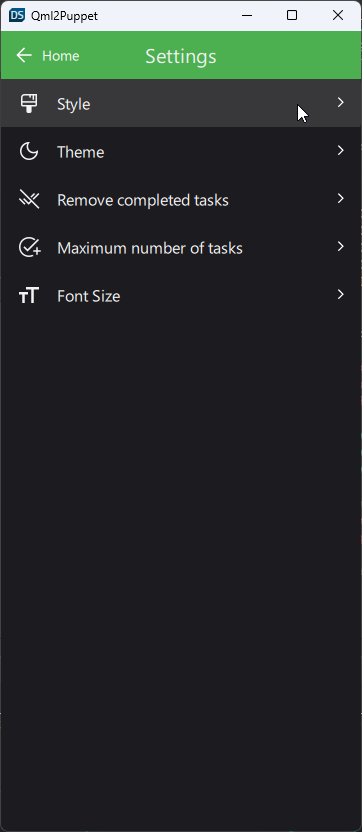 DS Qml2Puppet
Home Settings
Style
Theme
Remove completed tasks
Maximum number of tasks
Font Size